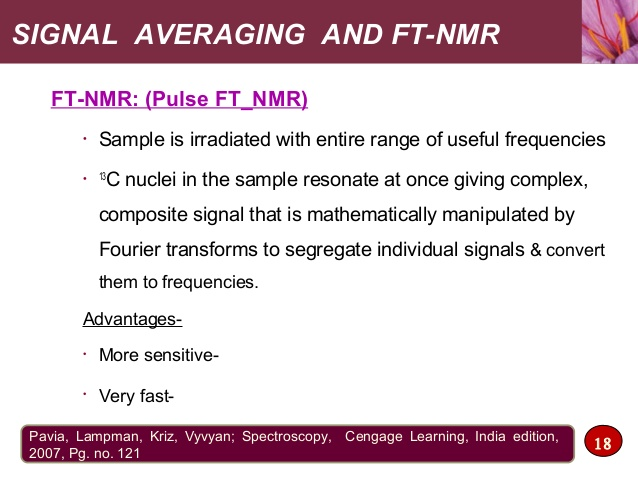 SIGNAL AVERAGING AND FT-NMR
FT-NMR: (Pulse FT_NMR)
• Sample is irradiated with entire range of useful frequencies
• ¹³C nuclei in the sample resonate at once giving complex,
composite signal that is mathematically manipulated by
Fourier transforms to segregate individual signals & convert
them to frequencies.
Advantages-
• More sensitive-
• Very fast-
Pavia, Lampman, Kriz, Vyvyan; Spectroscopy, Cengage Learning, India edition,
2007, Pg. no. 121
18